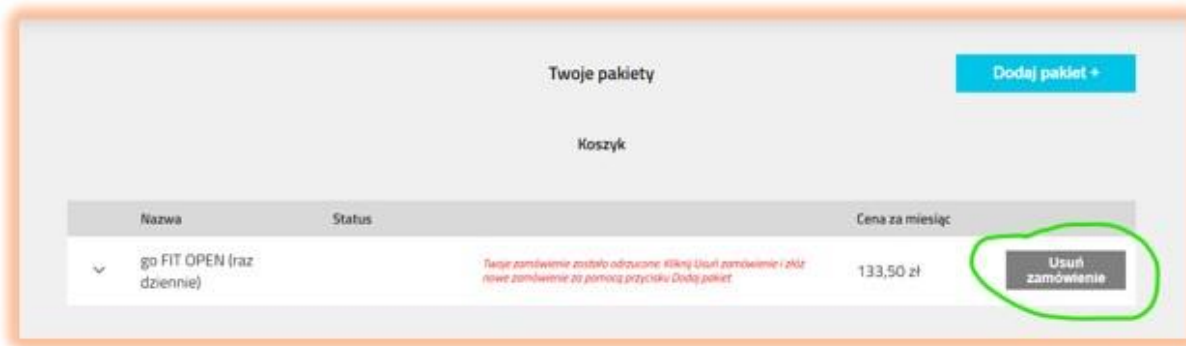 Twoje pakiety
Dodaj pakiet +
Koszyk
Nazwa Status Cena za miesiąc
go FIT OPEN (raz
dziennie)
Twoje zamówienie zostało odrzucone. Kliknij Usuń zamówienie i złóż
nowe zamówienie za pomocą przycisku Dodaj pakiet
133,50 zł
Usuń
zamówienie